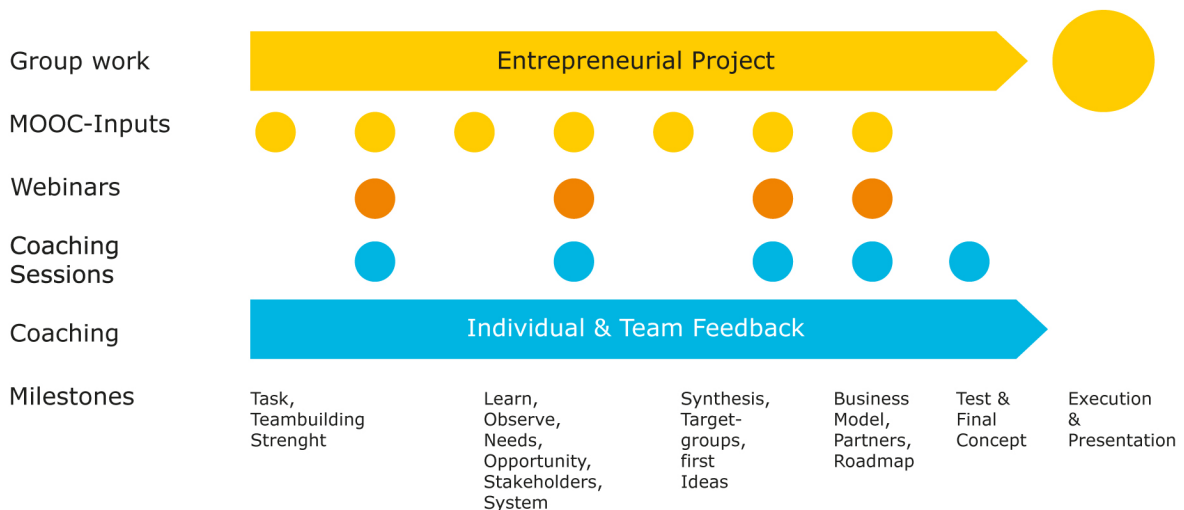 Group work
Entrepreneurial Project
MOOC-Inputs
Webinars
Coaching
Sessions
Coaching
Individual & Team Feedback
Milestones
Task,
Teambuilding
Strenght
Learn,
Observe,
Needs,
Opportunity,
Stakeholders,
System
Synthesis,
Target-
groups,
first
Ideas
Business
Model,
Partners,
Roadmap
Test &
Final
Concept
Execution
&
Presentation